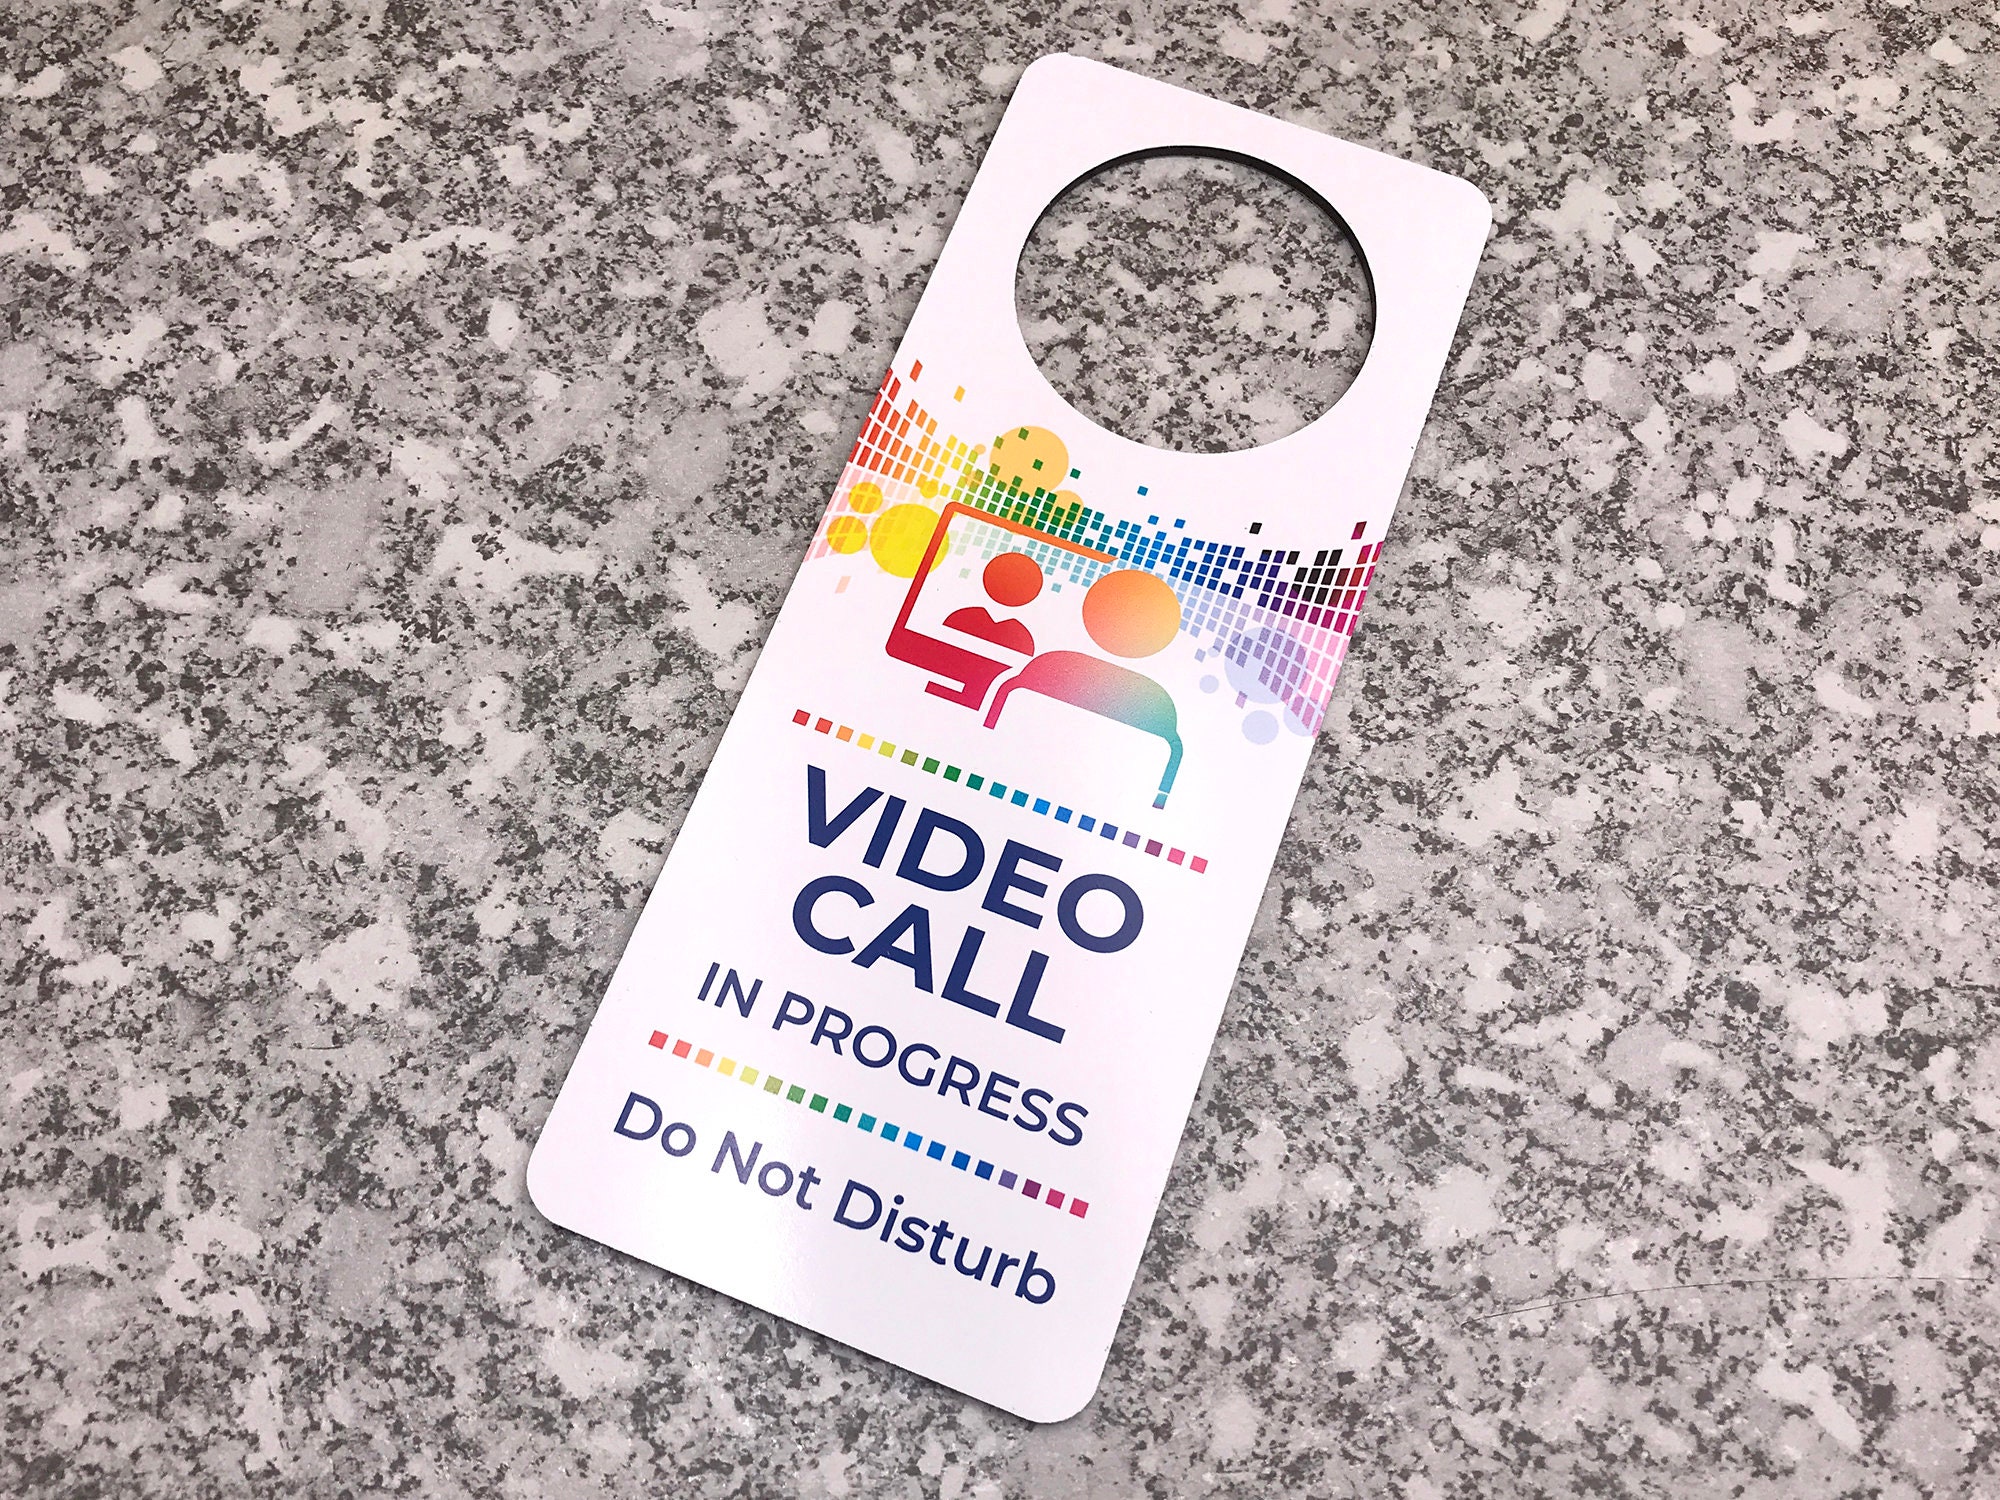 VIDEO
CALL
IN PROGRESS
Do Not Disturb